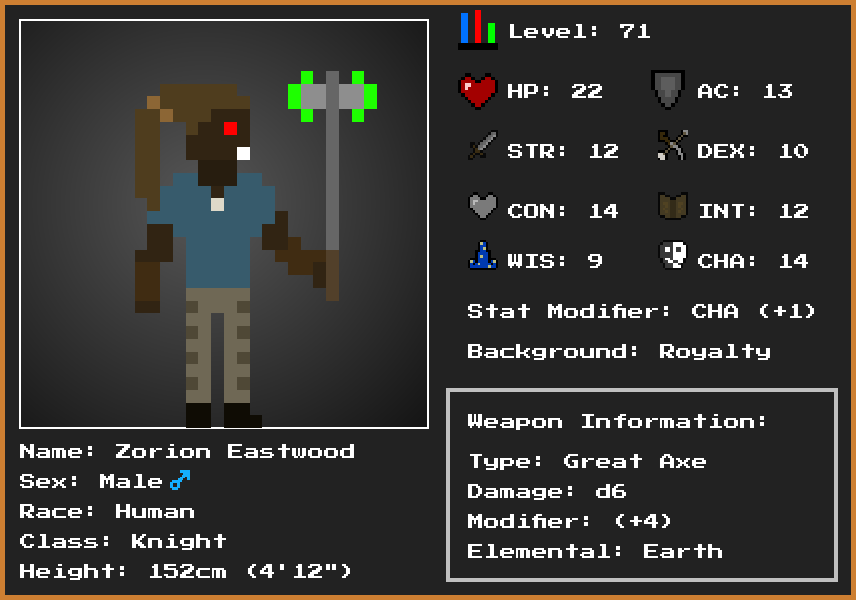 Level: 71
HP: 22
AC: 13
STR: 12
DEX: 10
CON: 14
INT: 12
WIS: 9
CHA: 14
Stat Modifier: CHA (+1)
Background: Royalty
Weapon Information:
Type: Great Axe
Damage: d6
Modifier: (+4)
Elemental: Earth
Name: Zorion Eastwood
Sex: Male ♂
Race: Human
Class: Knight
Height: 152cm (4'12")